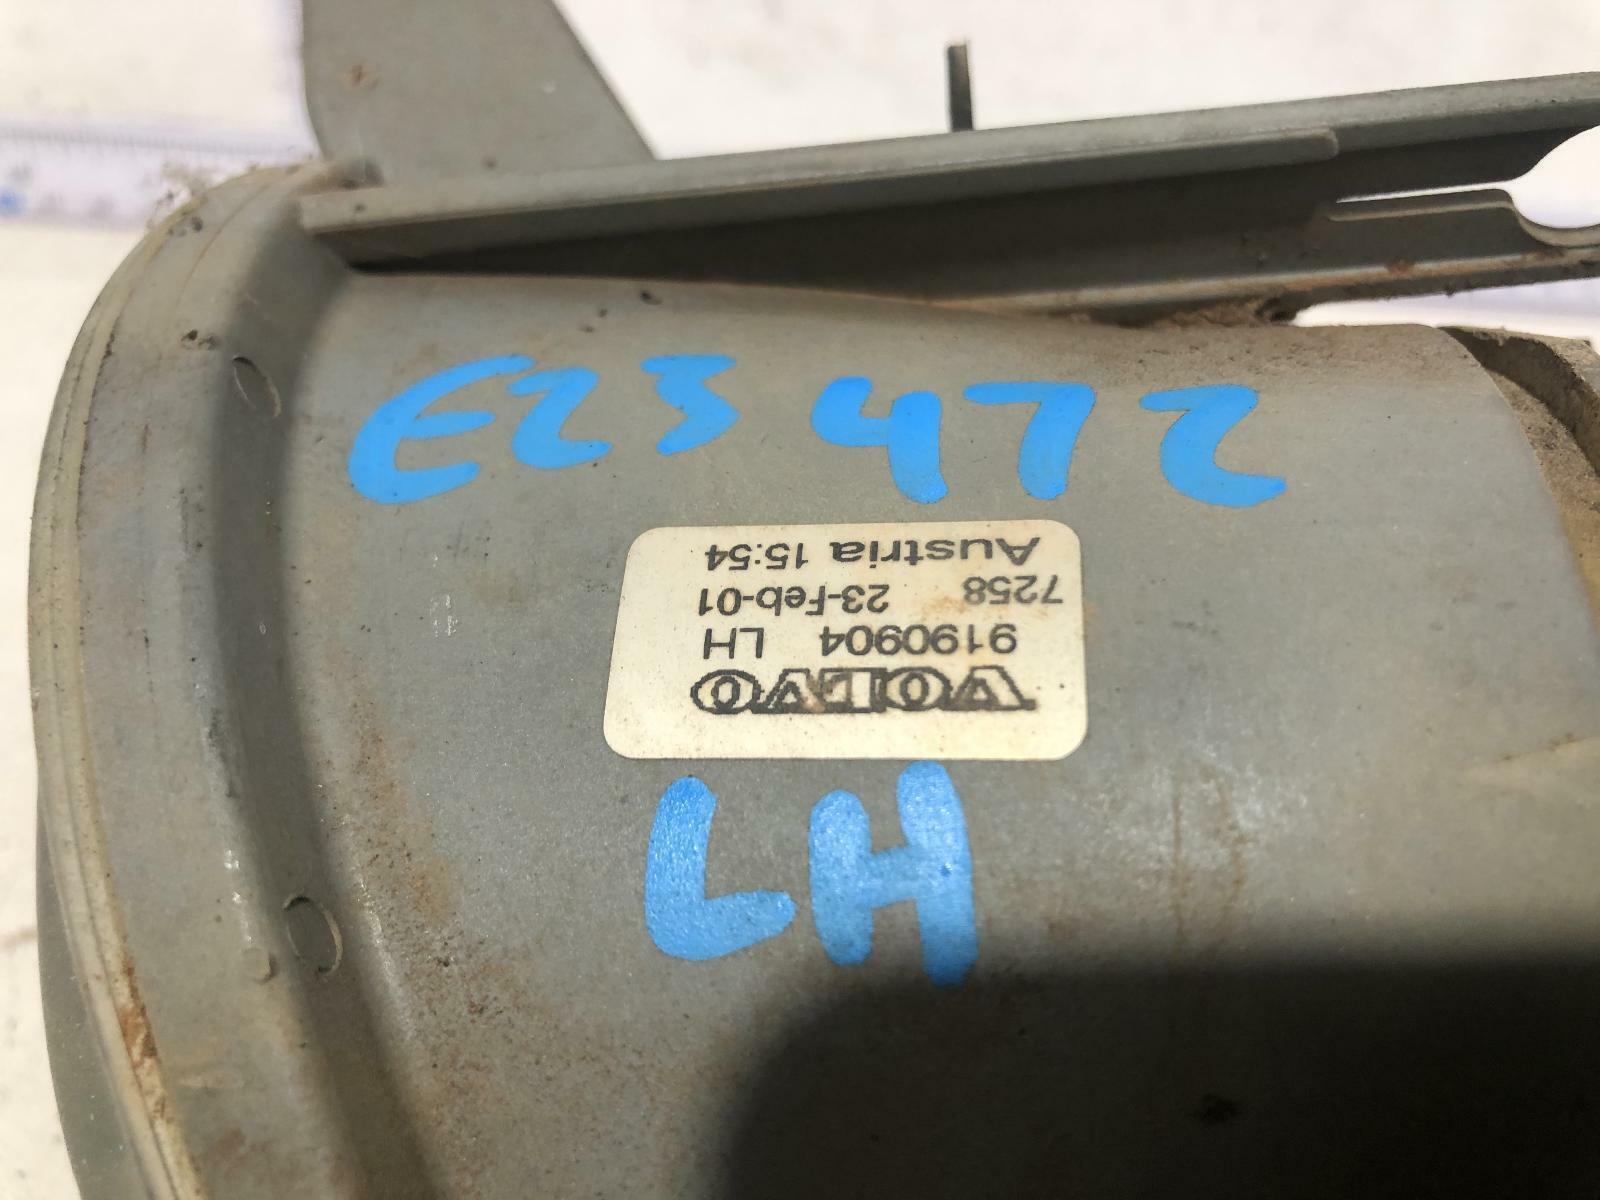 E23472
VOLVO
9190904 LH
7258 23-Feb-01
Austria 15:54
LH